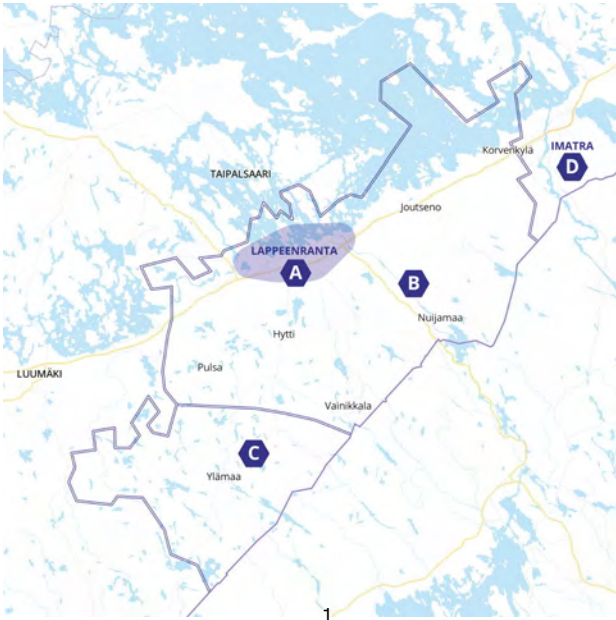 Korvenkylä
IMATRA
D
TAIPALSAARI
Joutseno
LAPPEENRANTA
A
B
Nuijamaa
Hytti
Pulsa
LUUMÄKI
Vainikkala
C
Ylämaa
1